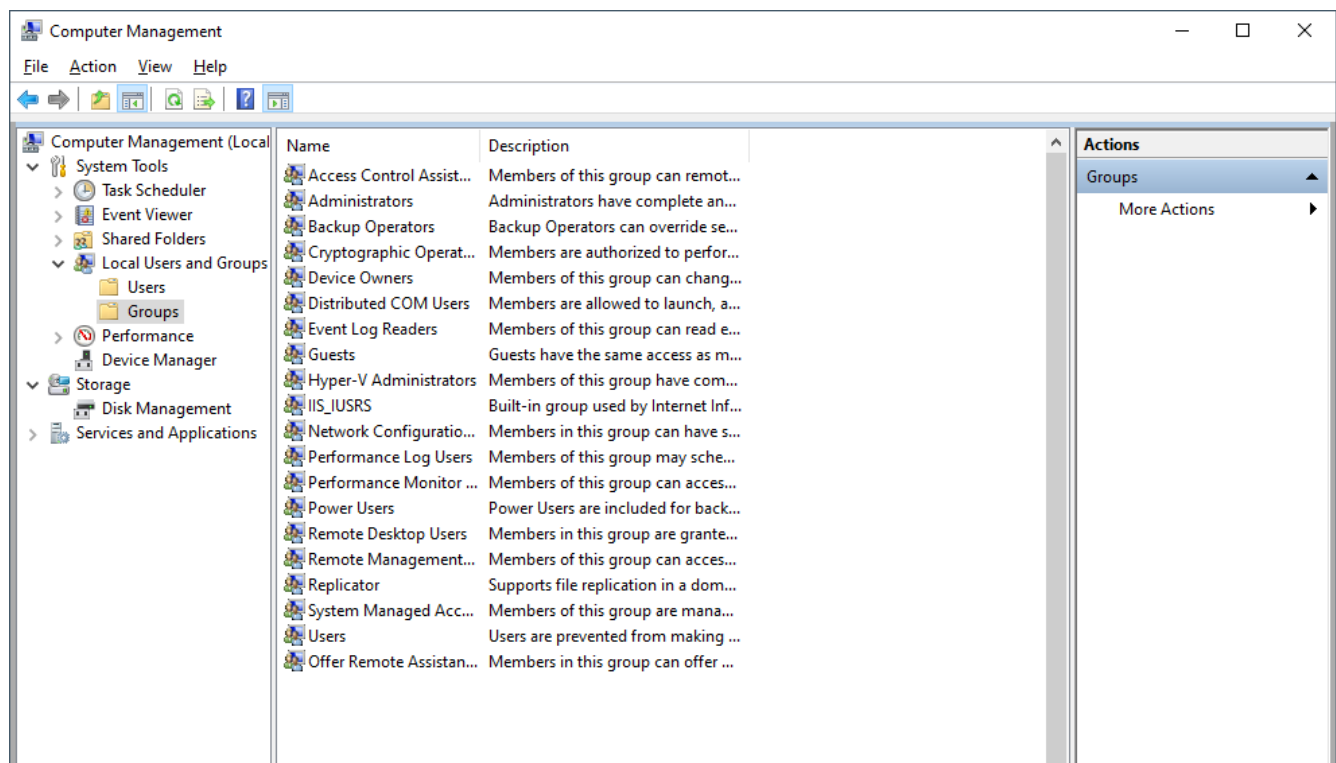 Computer Management
File Action View Help
Computer Management (Local
System Tools
Task Scheduler
Event Viewer
Shared Folders
Local Users and Groups
Users
Groups
Performance
Device Manager
Storage
Disk Management
Services and Applications
Name Description
Access Control Assist... Members of this group can remot...
Administrators Administrators have complete an...
Backup Operators Backup Operators can override se...
Cryptographic Operat... Members are authorized to perfor...
Device Owners Members of this group can chang...
Distributed COM Users Members are allowed to launch, a...
Event Log Readers Members of this group can read e...
Guests Guests have the same access as m...
Hyper-V Administrators Members of this group have com...
IIS_IUSRS Built-in group used by Internet Inf...
Network Configuratio... Members in this group can have s...
Performance Log Users Members of this group may sche...
Performance Monitor ... Members of this group can acces...
Power Users Power Users are included for back...
Remote Desktop Users Members in this group are grante...
Remote Management... Members of this group can acces...
Replicator Supports file replication in a dom...
System Managed Acc... Members of this group are mana...
Users Users are prevented from making ...
Offer Remote Assistan... Members in this group can offer ...
Actions
Groups
More Actions